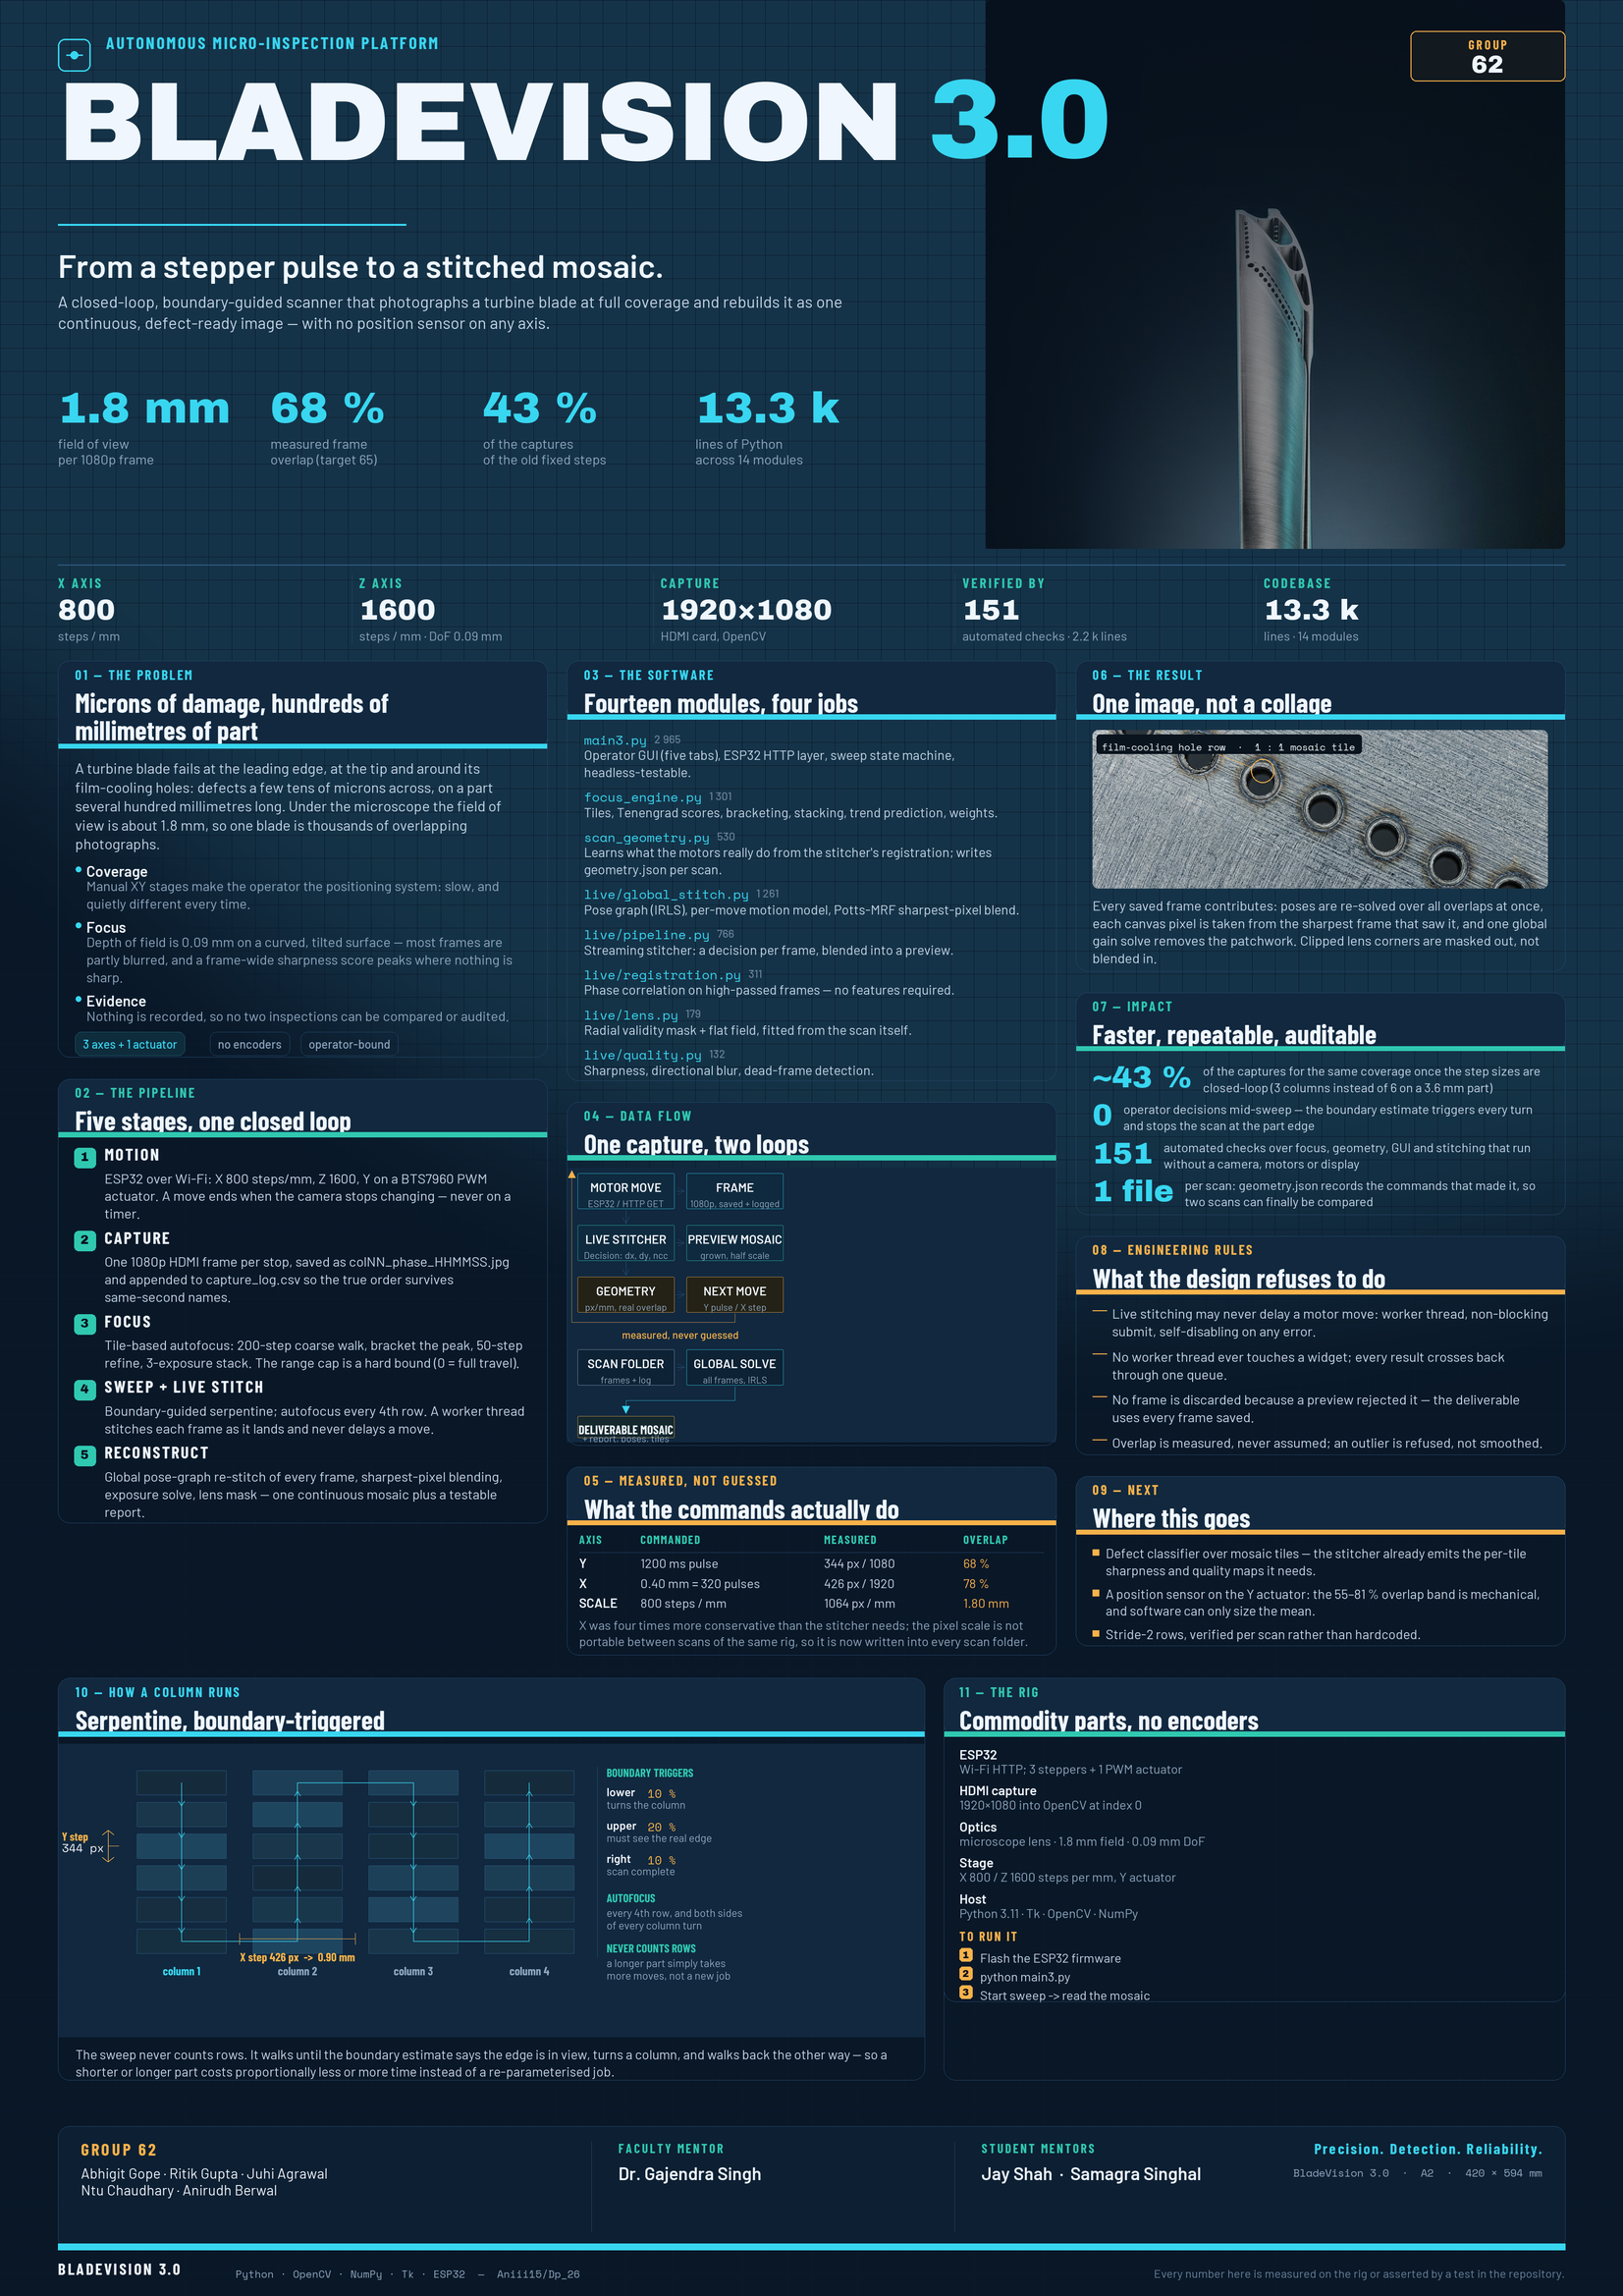 AUTONOMOUS MICRO-INSPECTION PLATFORM
BLADEVISION 3.0
GROUP
62
From a stepper pulse to a stitched mosaic.
A closed-loop, boundary-guided scanner that photographs a turbine blade at full coverage and rebuilds it as one
continuous, defect-ready image — with no position sensor on any axis.
1.8 mm
field of view
per 1080p frame
68 %
measured frame
overlap (target 65)
43 %
of the captures
of the old fixed steps
13.3 k
lines of Python
across 14 modules
X AXIS
800
steps / mm
Z AXIS
1600
steps / mm · DoF 0.09 mm
CAPTURE
1920×1080
HDMI card, OpenCV
VERIFIED BY
151
automated checks · 2.2 k lines
CODEBASE
13.3 k
lines · 14 modules
01 — THE PROBLEM
Microns of damage, hundreds of
millimetres of part
A turbine blade fails at the leading edge, at the tip and around its
film-cooling holes: defects a few tens of microns across, on a part
several hundred millimetres long. Under the microscope the field of
view is about 1.8 mm, so one blade is thousands of overlapping
photographs.
Coverage
Manual XY stages make the operator the positioning system: slow, and
quietly different every time.
Focus
Depth of field is 0.09 mm on a curved, tilted surface — most frames are
partly blurred, and a frame-wide sharpness score peaks where nothing is
sharp.
Evidence
Nothing is recorded, so no two inspections can be compared or audited.
3 axes + 1 actuator
no encoders
operator-bound
02 — THE PIPELINE
Five stages, one closed loop
1 MOTION
ESP32 over Wi-Fi: X 800 steps/mm, Z 1600, Y on a BTS7960 PWM
actuator. A move ends when the camera stops changing — never on a
timer.
2 CAPTURE
One 1080p HDMI frame per stop, saved as colNN_phase_HHMMSS.jpg
and appended to capture_log.csv so the true order survives
same-second names.
3 FOCUS
Tile-based autofocus: 200-step coarse walk, bracket the peak, 50-step
refine, 3-exposure stack. The range cap is a hard bound (0 = full travel).
4 SWEEP + LIVE STITCH
Boundary-guided serpentine; autofocus every 4th row. A worker thread
stitches each frame as it lands and never delays a move.
5 RECONSTRUCT
Global pose-graph re-stitch of every frame, sharpest-pixel blending,
exposure solve, lens mask — one continuous mosaic plus a testable
report.
03 — THE SOFTWARE
Fourteen modules, four jobs
main3.py 2 965
Operator GUI (five tabs), ESP32 HTTP layer, sweep state machine,
headless-testable.
focus_engine.py 1 301
Tiles, Tenengrad scores, bracketing, stacking, trend prediction, weights.
scan_geometry.py 530
Learns what the motors really do from the stitcher's registration; writes
geometry.json per scan.
live/global_stitch.py 1 261
Pose graph (IRLS), per-move motion model, Potts-MRF sharpest-pixel blend.
live/pipeline.py 766
Streaming stitcher: a decision per frame, blended into a preview.
live/registration.py 311
Phase correlation on high-passed frames — no features required.
live/lens.py 179
Radial validity mask + flat field, fitted from the scan itself.
live/quality.py 132
Sharpness, directional blur, dead-frame detection.
04 — DATA FLOW
One capture, two loops
MOTOR MOVE
ESP32 / HTTP GET
FRAME
1080p, saved + logged
LIVE STITCHER
Decision: dx, dy, ncc
PREVIEW MOSAIC
grown, half scale
GEOMETRY
px/mm, real overlap
NEXT MOVE
Y pulse / X step
measured, never guessed
SCAN FOLDER
frames + log
GLOBAL SOLVE
all frames, IRLS
DELIVERABLE MOSAIC
+ report, poses, tiles
05 — MEASURED, NOT GUESSED
What the commands actually do
AXIS COMMANDED MEASURED OVERLAP
Y 1200 ms pulse 344 px / 1080 68 %
X 0.40 mm = 320 pulses 426 px / 1920 78 %
SCALE 800 steps / mm 1064 px / mm 1.80 mm
X was four times more conservative than the stitcher needs; the pixel scale is not
portable between scans of the same rig, so it is now written into every scan folder.
06 — THE RESULT
One image, not a collage
film-cooling hole row · 1 : 1 mosaic tile
Every saved frame contributes: poses are re-solved over all overlaps at once,
each canvas pixel is taken from the sharpest frame that saw it, and one global
gain solve removes the patchwork. Clipped lens corners are masked out, not
blended in.
07 — IMPACT
Faster, repeatable, auditable
~43 % of the captures for the same coverage once the step sizes are
closed-loop (3 columns instead of 6 on a 3.6 mm part)
0 operator decisions mid-sweep — the boundary estimate triggers every turn
and stops the scan at the part edge
151 automated checks over focus, geometry, GUI and stitching that run
without a camera, motors or display
1 file per scan: geometry.json records the commands that made it, so
two scans can finally be compared
08 — ENGINEERING RULES
What the design refuses to do
— Live stitching may never delay a motor move: worker thread, non-blocking
submit, self-disabling on any error.
— No worker thread ever touches a widget; every result crosses back
through one queue.
— No frame is discarded because a preview rejected it — the deliverable
uses every frame saved.
— Overlap is measured, never assumed; an outlier is refused, not smoothed.
09 — NEXT
Where this goes
Defect classifier over mosaic tiles — the stitcher already emits the per-tile
sharpness and quality maps it needs.
A position sensor on the Y actuator: the 55–81 % overlap band is mechanical,
and software can only size the mean.
Stride-2 rows, verified per scan rather than hardcoded.
10 — HOW A COLUMN RUNS
Serpentine, boundary-triggered
Y step
344 px
X step 426 px -> 0.90 mm
column 1
column 2
column 3
column 4
BOUNDARY TRIGGERS
lower 10 %
turns the column
upper 20 %
must see the real edge
right 10 %
scan complete
AUTOFOCUS
every 4th row, and both sides
of every column turn
NEVER COUNTS ROWS
a longer part simply takes
more moves, not a new job
The sweep never counts rows. It walks until the boundary estimate says the edge is in view, turns a column, and walks back the other way — so a
shorter or longer part costs proportionally less or more time instead of a re-parameterised job.
11 — THE RIG
Commodity parts, no encoders
ESP32
Wi-Fi HTTP; 3 steppers + 1 PWM actuator
HDMI capture
1920×1080 into OpenCV at index 0
Optics
microscope lens · 1.8 mm field · 0.09 mm DoF
Stage
X 800 / Z 1600 steps per mm, Y actuator
Host
Python 3.11 · Tk · OpenCV · NumPy
TO RUN IT
1 Flash the ESP32 firmware
2 python main3.py
3 Start sweep -> read the mosaic
GROUP 62
Abhigit Gope · Ritik Gupta · Juhi Agrawal
Ntu Chaudhary · Anirudh Berwal
FACULTY MENTOR
Dr. Gajendra Singh
STUDENT MENTORS
Jay Shah · Samagra Singhal
Precision. Detection. Reliability.
BladeVision 3.0 · A2 · 420 × 594 mm
BLADEVISION 3.0
Python · OpenCV · NumPy · Tk · ESP32 — Aniii15/Dp_26
Every number here is measured on the rig or asserted by a test in the repository.